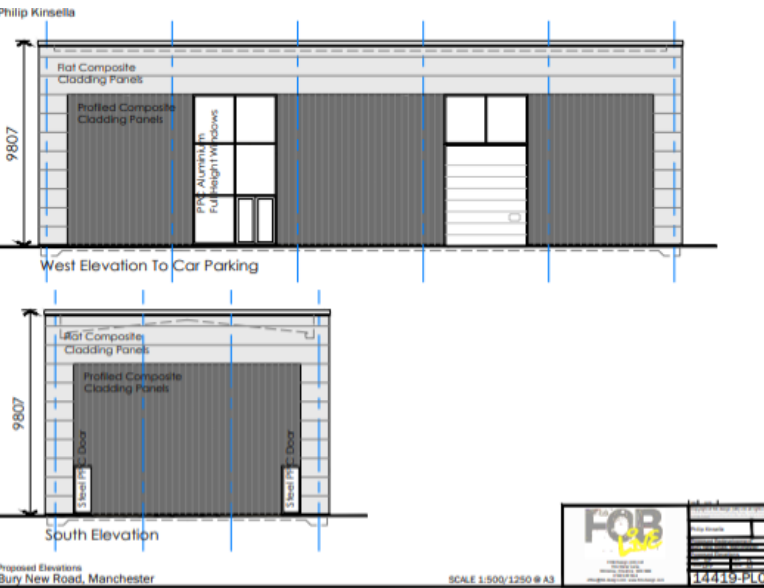 Philip Kinsella
Flat Composite
Cladding Panels
Profiled Composite
Cladding Panels
9807
PPC Aluminium
Full Height Windows
West Elevation To Car Parking
Flat Composite
Cladding Panels
Profiled Composite
Cladding Panels
9807
Steel PPC Door
Steel PPC Door
South Elevation
FOB
Live
Philip Kinsella
Proposed Elevations
Bury New Road, Manchester
SCALE 1:500/1250 @ A3
14419-PLO